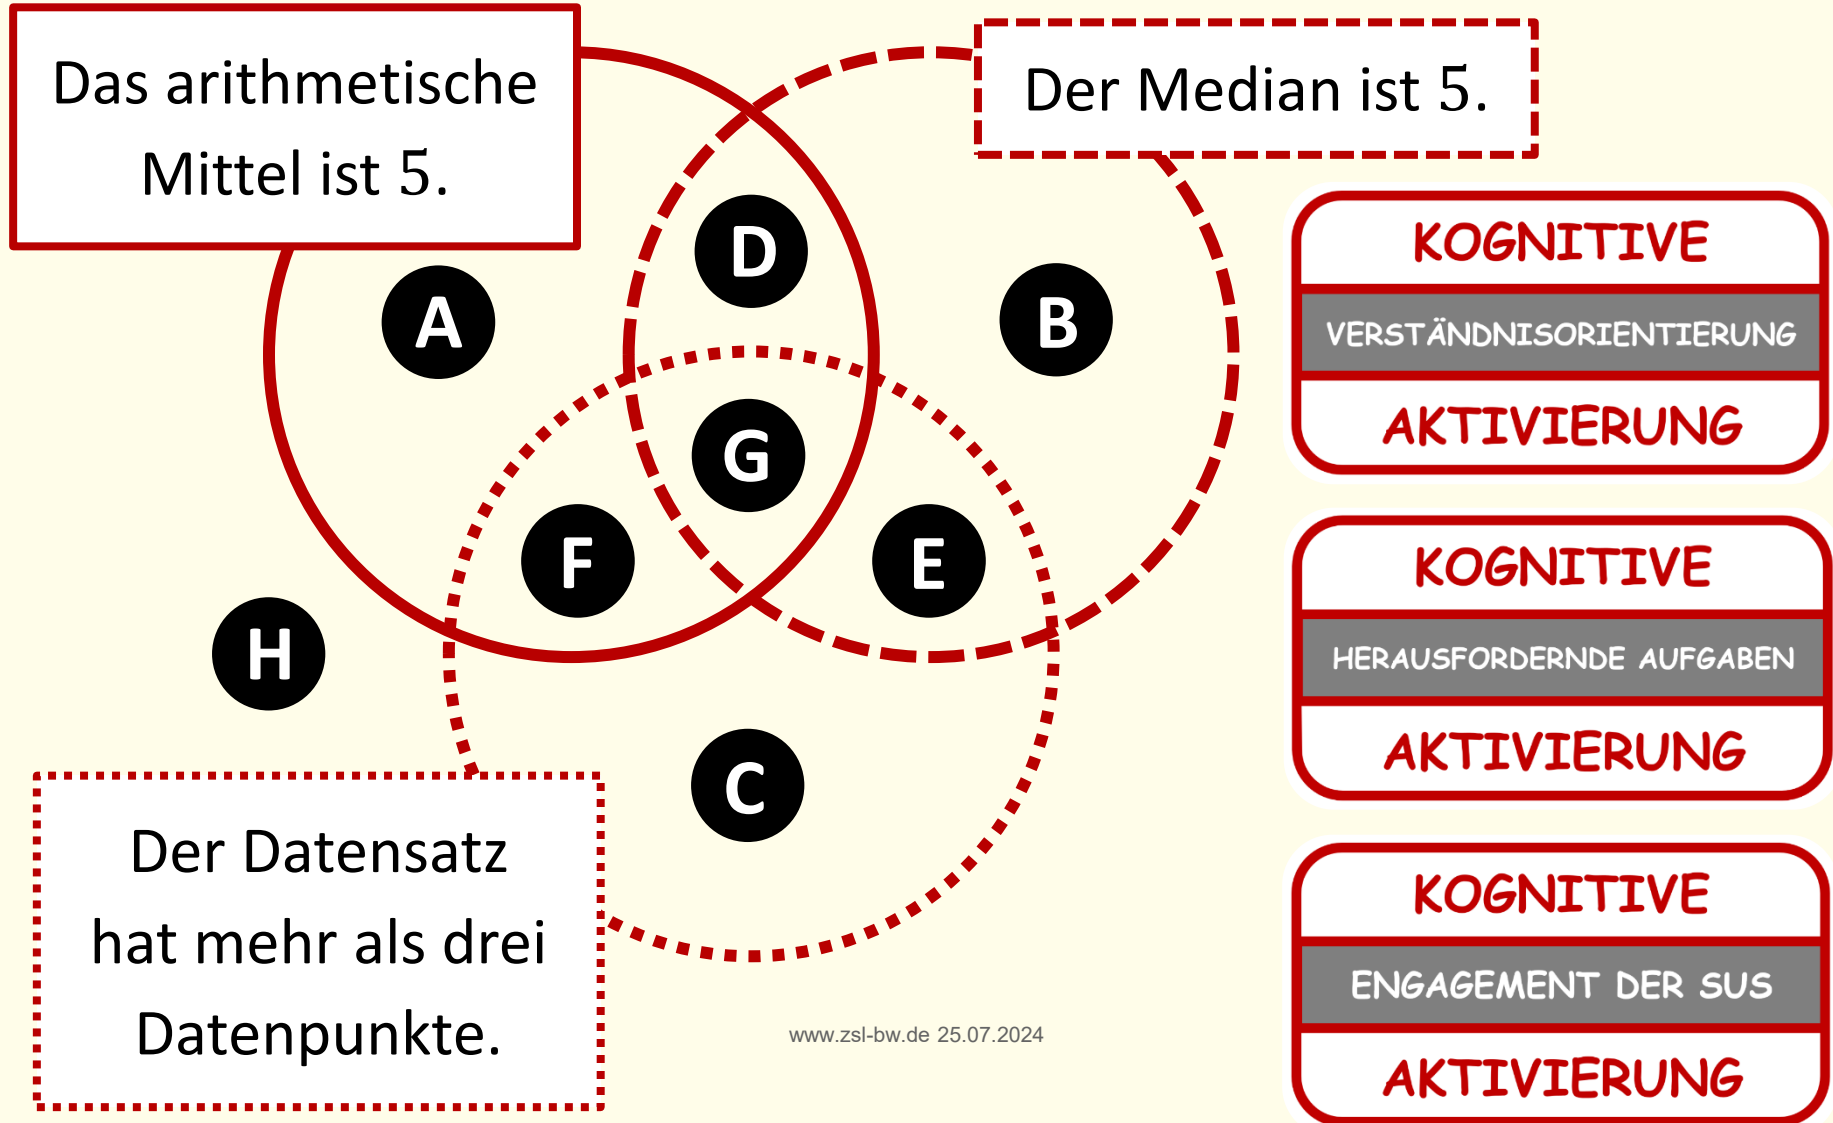 Das arithmetische
Mittel ist 5.
Der Median ist 5.
D
A
B
G
F
E
H
C
Der Datensatz
hat mehr als drei
Datenpunkte.
KOGNITIVE
VERSTÄNDNISORIENTIERUNG
AKTIVIERUNG
KOGNITIVE
HERAUSFORDERNDE AUFGABEN
AKTIVIERUNG
KOGNITIVE
ENGAGEMENT DER SUS
AKTIVIERUNG
www.zsl-bw.de 25.07.2024